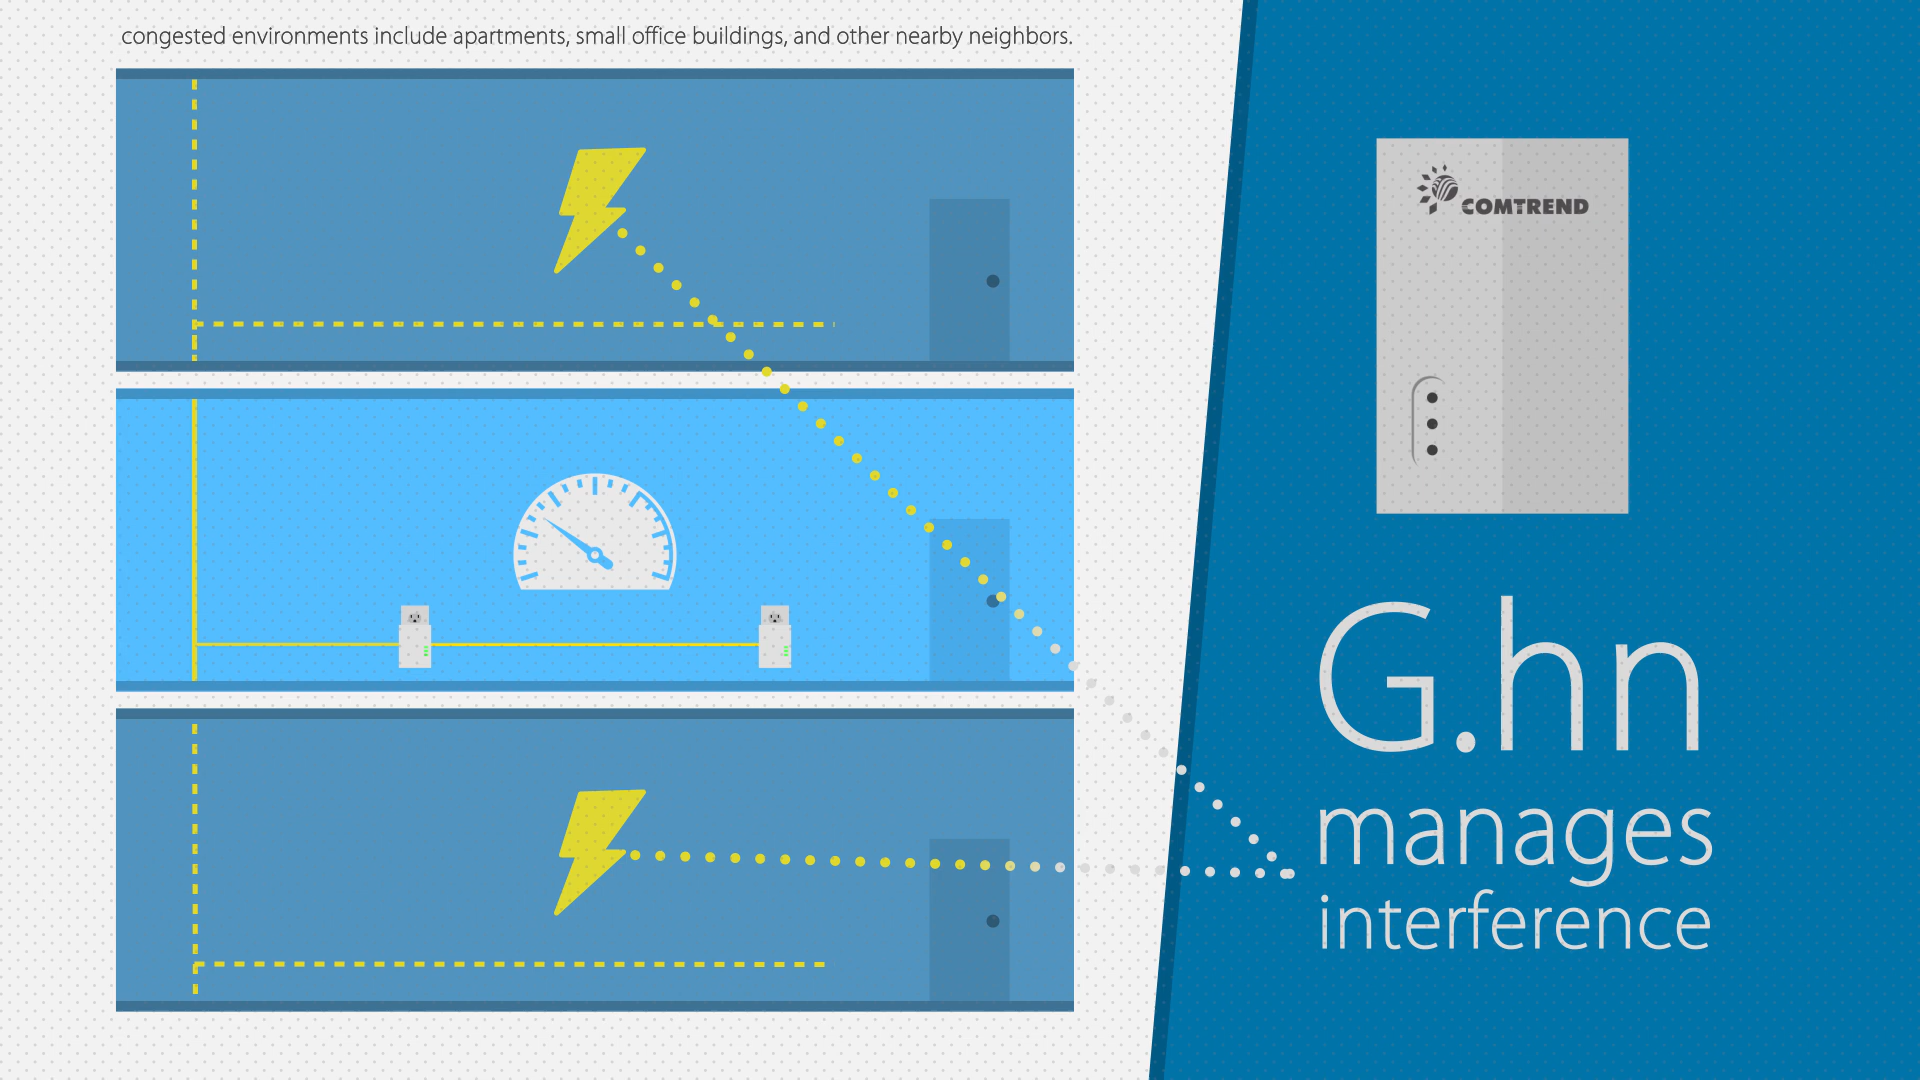 congested environments include apartments, small office buildings, and other nearby neighbors.
COMTREND
G.hn
manages
interference